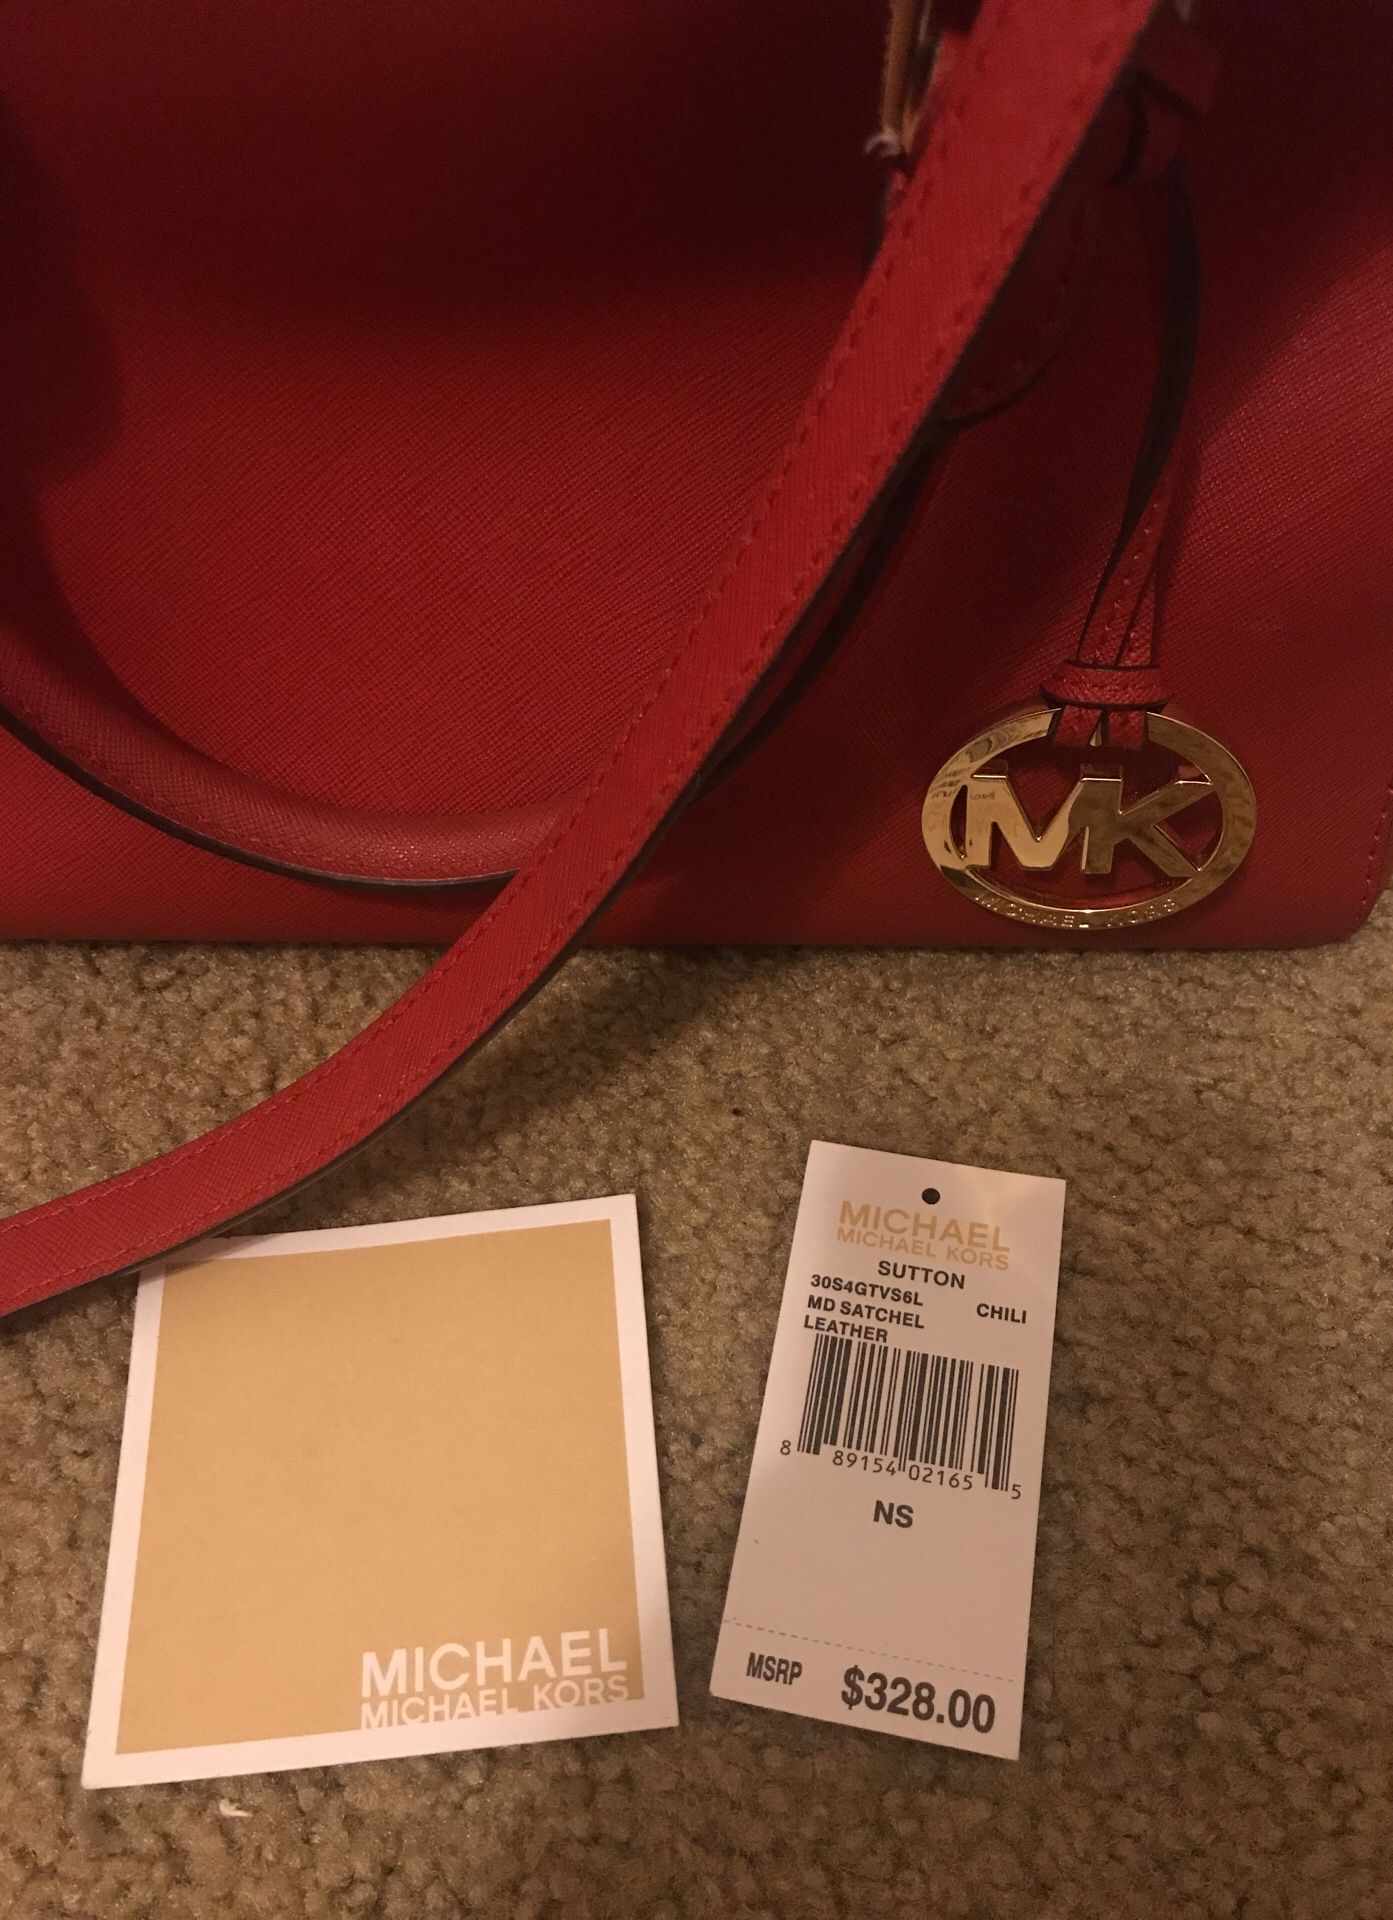 MK
MICHAEL KORS
MICHAEL
MICHAEL KORS
SUTTON
30S4GTVS6L CHILI
MD SATCHEL
LEATHER
8 89154 02165 5
NS
MSRP $328.00
MICHAEL
MICHAEL KORS